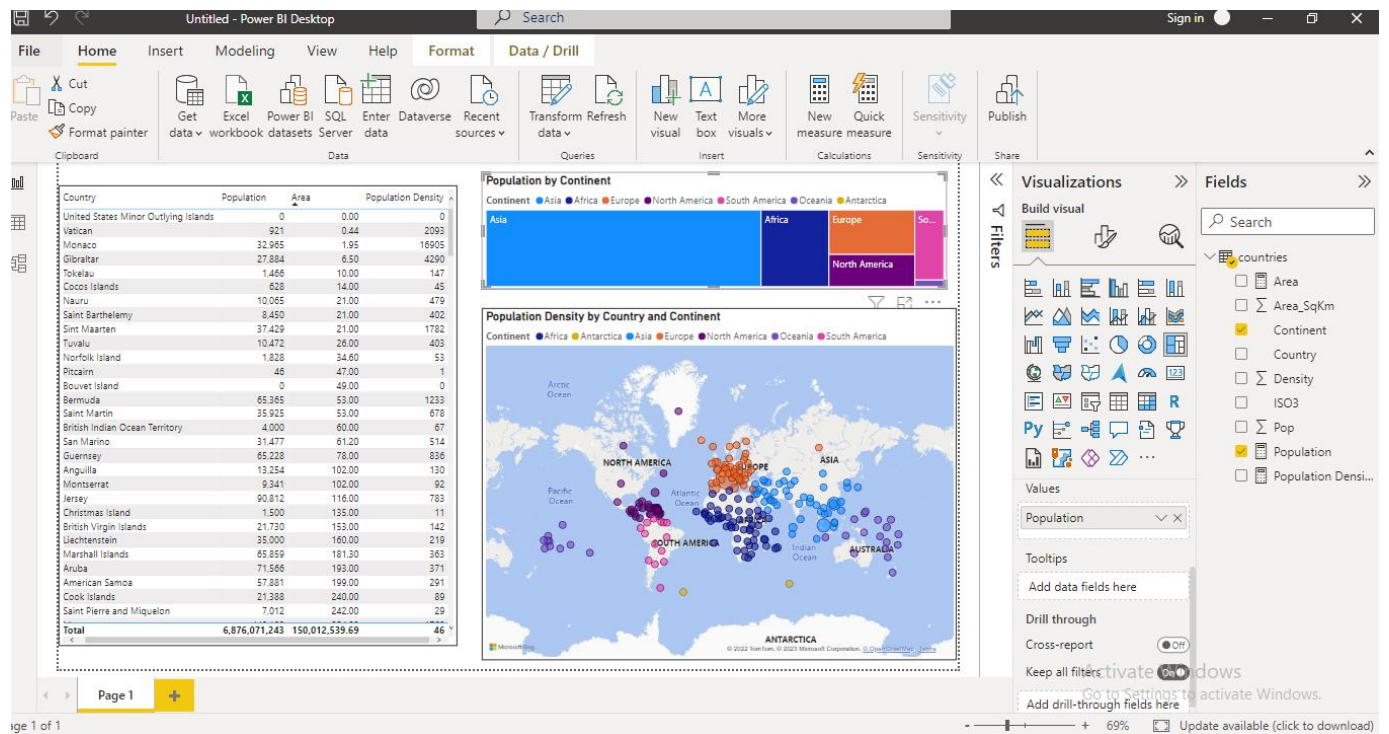 Untitled - Power BI Desktop
Search
Sign in
File Home Insert Modeling View Help Format Data / Drill
Paste
Cut
Copy
Format painter
Get data
Excel workbook
Power BI datasets
SQL Server
Enter data
Dataverse
Recent sources
Transform data
Refresh
New visual
Text box
More visuals
New measure
Quick measure
Sensitivity
Publish
Clipboard Data Queries Insert Calculations Sensitivity Share
Country Population Area Population Density
United States Minor Outlying Islands 0 0.00 0
Vatican 921 0.44 2093
Monaco 32,965 1.95 16905
Gibraltar 27,884 6.50 4290
Tokelau 1,466 10.00 147
Cocos Islands 628 14.00 45
Nauru 10,065 21.00 479
Saint Barthelemy 8,450 21.00 402
Sint Maarten 37,429 21.00 1782
Tuvalu 10,472 26.00 403
Norfolk Island 1,828 34.60 53
Pitcairn 46 47.00 1
Bouvet Island 0 49.00 0
Bermuda 65,365 53.00 1233
Saint Martin 35,925 53.00 678
British Indian Ocean Territory 4,000 60.00 67
San Marino 31,477 61.20 514
Guernsey 65,228 78.00 836
Anguilla 13,254 102.00 130
Montserrat 9,341 102.00 92
Jersey 90,812 116.00 783
Christmas Island 1,500 135.00 11
British Virgin Islands 21,730 153.00 142
Liechtenstein 35,000 160.00 219
Marshall Islands 65,859 181.30 363
Aruba 71,566 193.00 371
American Samoa 57,881 199.00 291
Cook Islands 21,388 240.00 89
Saint Pierre and Miquelon 7,012 242.00 29
Total 6,876,071,243 150,012,539.69 46
Population by Continent
Continent Asia Africa Europe North America South America Oceania Antarctica
Asia
Africa
Europe
So...
North America
Population Density by Country and Continent
Continent Africa Antarctica Asia Europe North America Oceania South America
Arctic Ocean
NORTH AMERICA
EUROPE
ASIA
Pacific Ocean
Atlantic Ocean
AFRICA
SOUTH AMERICA
Indian Ocean
AUSTRALIA
ANTARCTICA
Microsoft Bing
© 2022 TomTom, © 2023 Microsoft Corporation, © OpenStreetMap Terms
Filters
Visualizations
Build visual
123
R
Py
...
Values
Population
Tooltips
Add data fields here
Drill through
Cross-report
Off
Keep all filters
On
Add drill-through fields here
Fields
Search
countries
Area
Area_SqKm
Continent
Country
Density
ISO3
Pop
Population
Population Densi...
Activate Windows
Go to Settings to activate Windows.
Page 1
age 1 of 1
69%
Update available (click to download)